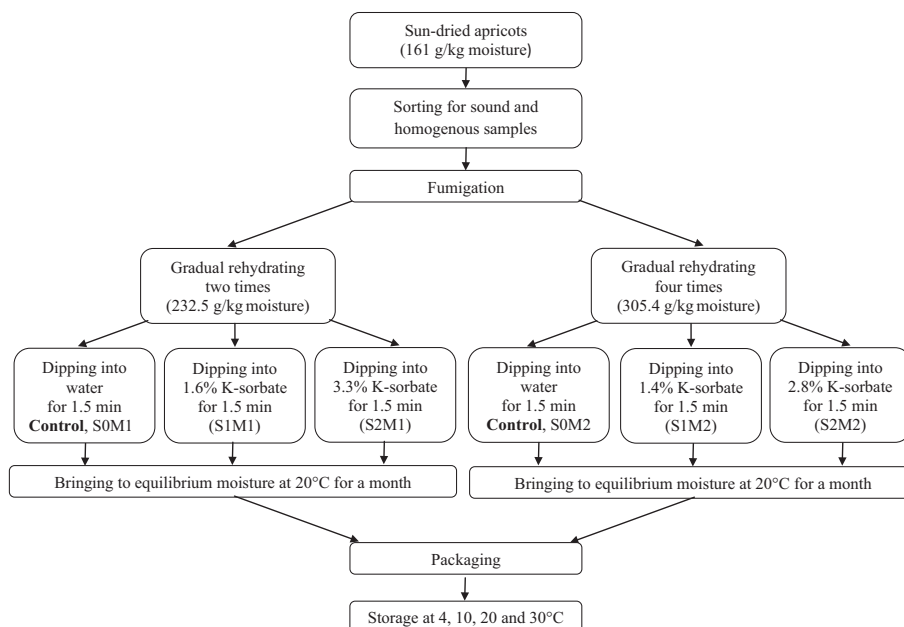 Sun-dried apricots
(161 g/kg moisture)
Sorting for sound and
homogenous samples
Fumigation
Gradual rehydrating
two times
(232.5 g/kg moisture)
Gradual rehydrating
four times
(305.4 g/kg moisture)
Dipping into
water
for 1.5 min
Control, S0M1
Dipping into
1.6% K-sorbate
for 1.5 min
(S1M1)
Dipping into
3.3% K-sorbate
for 1.5 min
(S2M1)
Dipping into
water
for 1.5 min
Control, S0M2
Dipping into
1.4% K-sorbate
for 1.5 min
(S1M2)
Dipping into
2.8% K-sorbate
for 1.5 min
(S2M2)
Bringing to equilibrium moisture at 20°C for a month
Bringing to equilibrium moisture at 20°C for a month
Packaging
Storage at 4, 10, 20 and 30°C